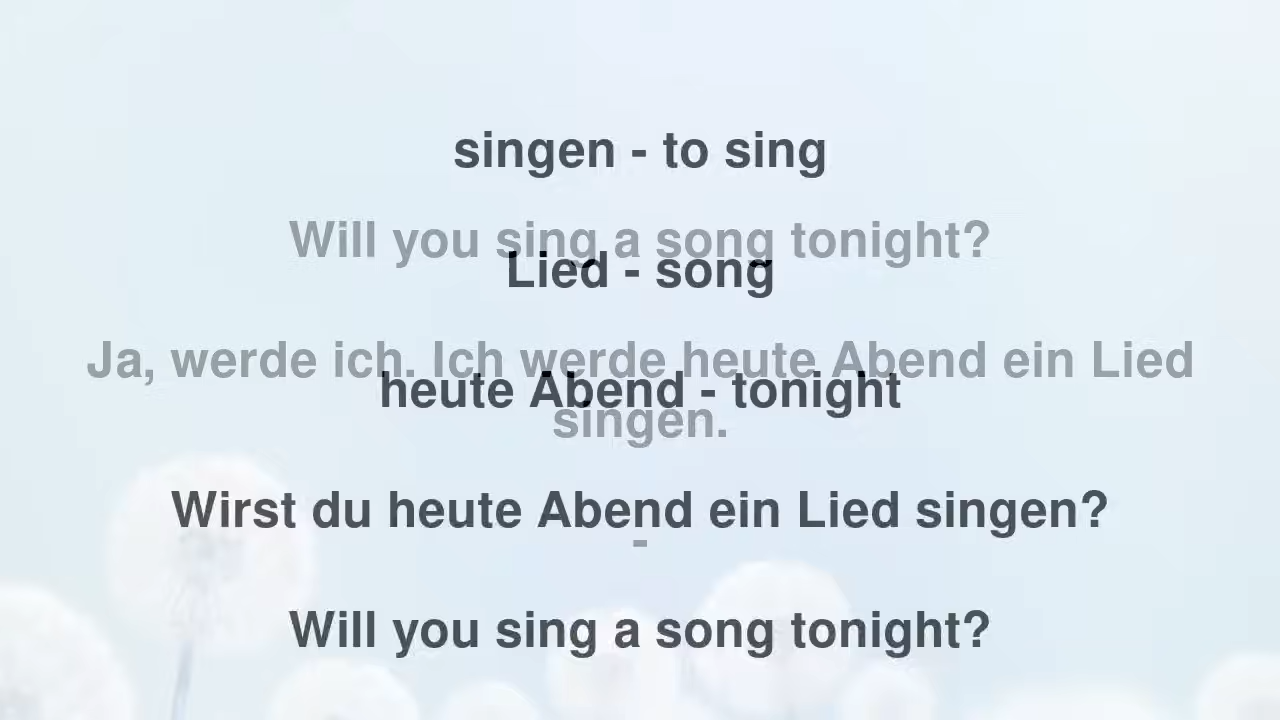 singen - to sing
Will you sing a song tonight?
Lied - song
Ja, werde ich. Ich werde heute Abend ein Lied
heute Abend - tonight
singen.
Wirst du heute Abend ein Lied singen?
-
Will you sing a song tonight?